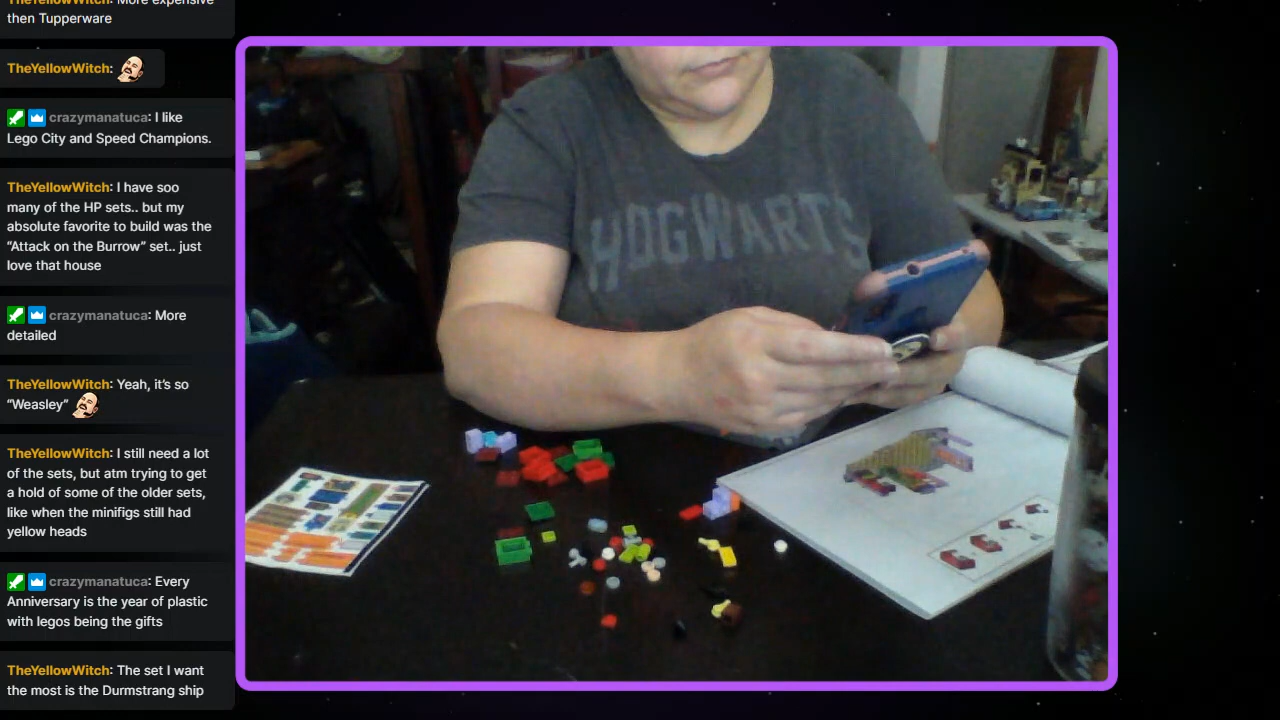 TheYellowWitch: More expensive
then Tupperware
TheYellowWitch:
crazymanatuca: I like
Lego City and Speed Champions.
TheYellowWitch: I have soo
many of the HP sets.. but my
absolute favorite to build was the
“Attack on the Burrow” set.. just
love that house
crazymanatuca: More
detailed
TheYellowWitch: Yeah, it’s so
“Weasley”
TheYellowWitch: I still need a lot
of the sets, but atm trying to get
a hold of some of the older sets,
like when the minifigs still had
yellow heads
crazymanatuca: Every
Anniversary is the year of plastic
with legos being the gifts
TheYellowWitch: The set I want
the most is the Durmstrang ship
HOGWARTS